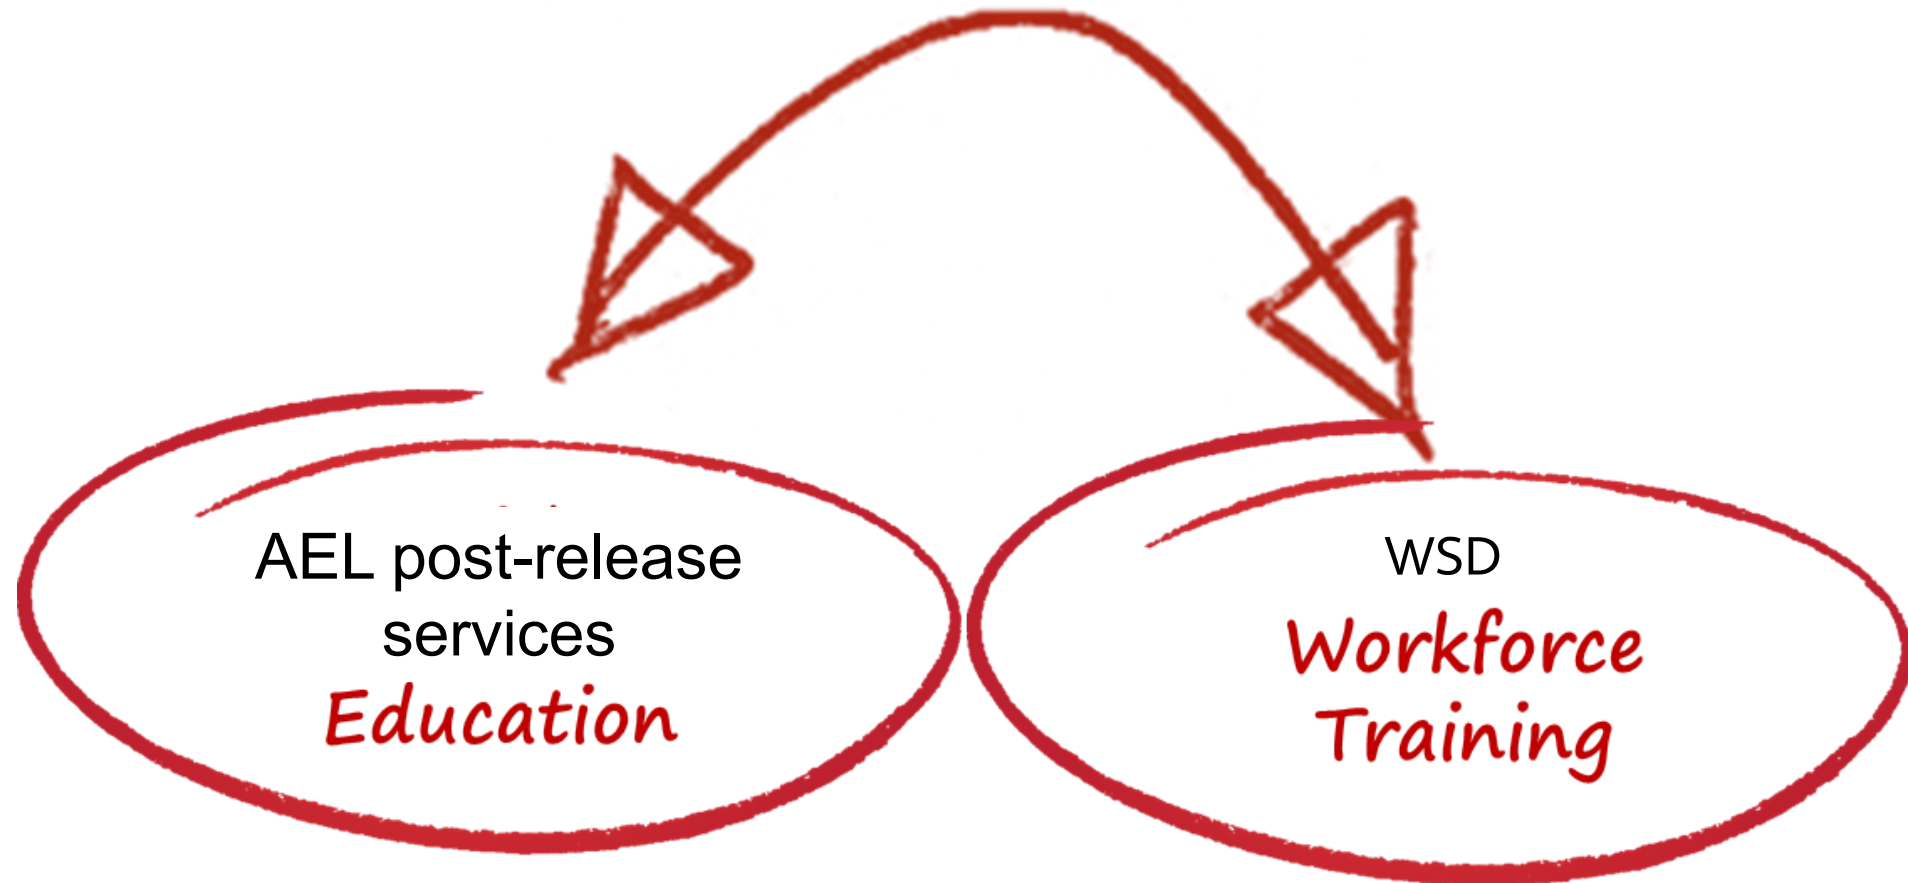 AEL post-release
services
Education
WSD
Workforce
Training